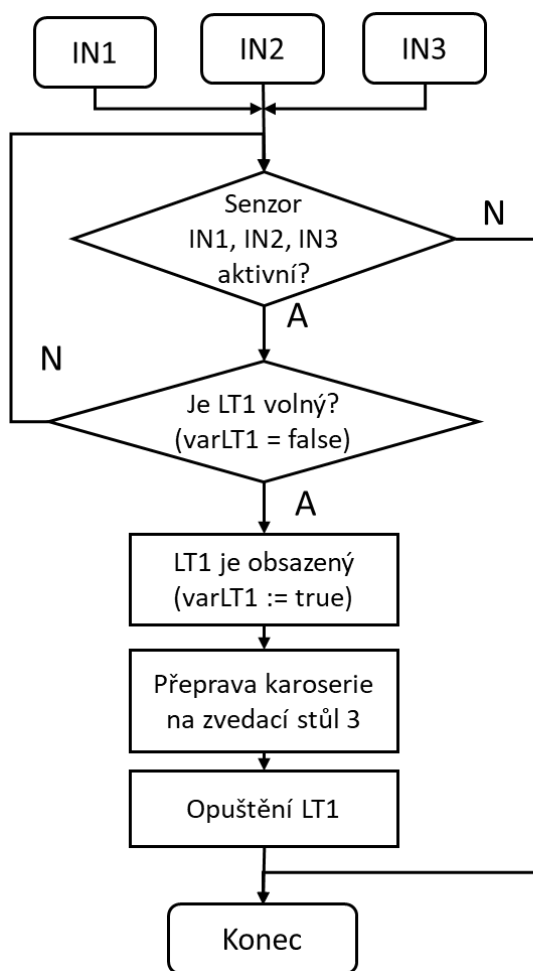 IN1
IN2
IN3
Senzor
IN1, IN2, IN3
aktivní?
N
A
N
Je LT1 volný?
(varLT1 = false)
A
LT1 je obsazený
(varLT1 := true)
Přeprava karoserie
na zvedací stůl 3
Opuštění LT1
Konec